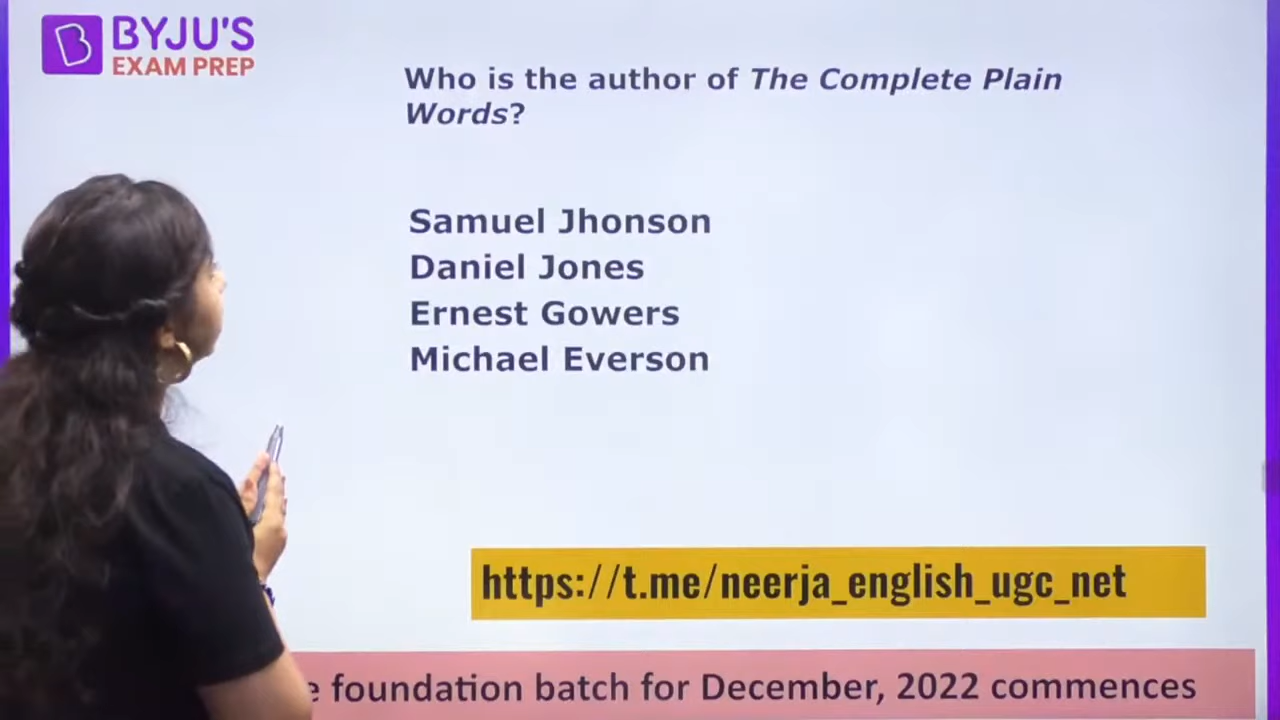 BYJU'S
EXAM PREP
Who is the author of The Complete Plain
Words?
Samuel Jhonson
Daniel Jones
Ernest Gowers
Michael Everson
https://t.me/neerja_english_ugc_net
e foundation batch for December, 2022 commences